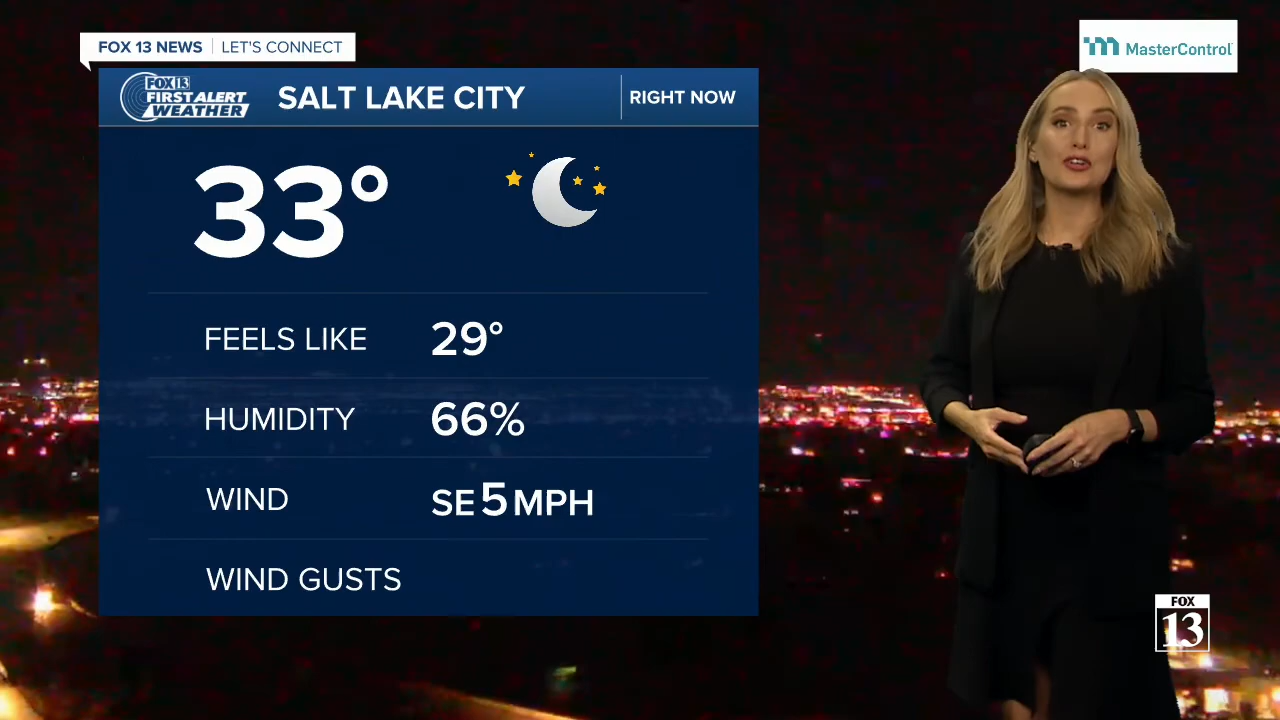 FOX 13 NEWS | LET'S CONNECT
MasterControl
FOX 13
FIRST ALERT
WEATHER
SALT LAKE CITY
RIGHT NOW
33°
FEELS LIKE 29°
HUMIDITY 66%
WIND SE 5 MPH
WIND GUSTS
FOX
13